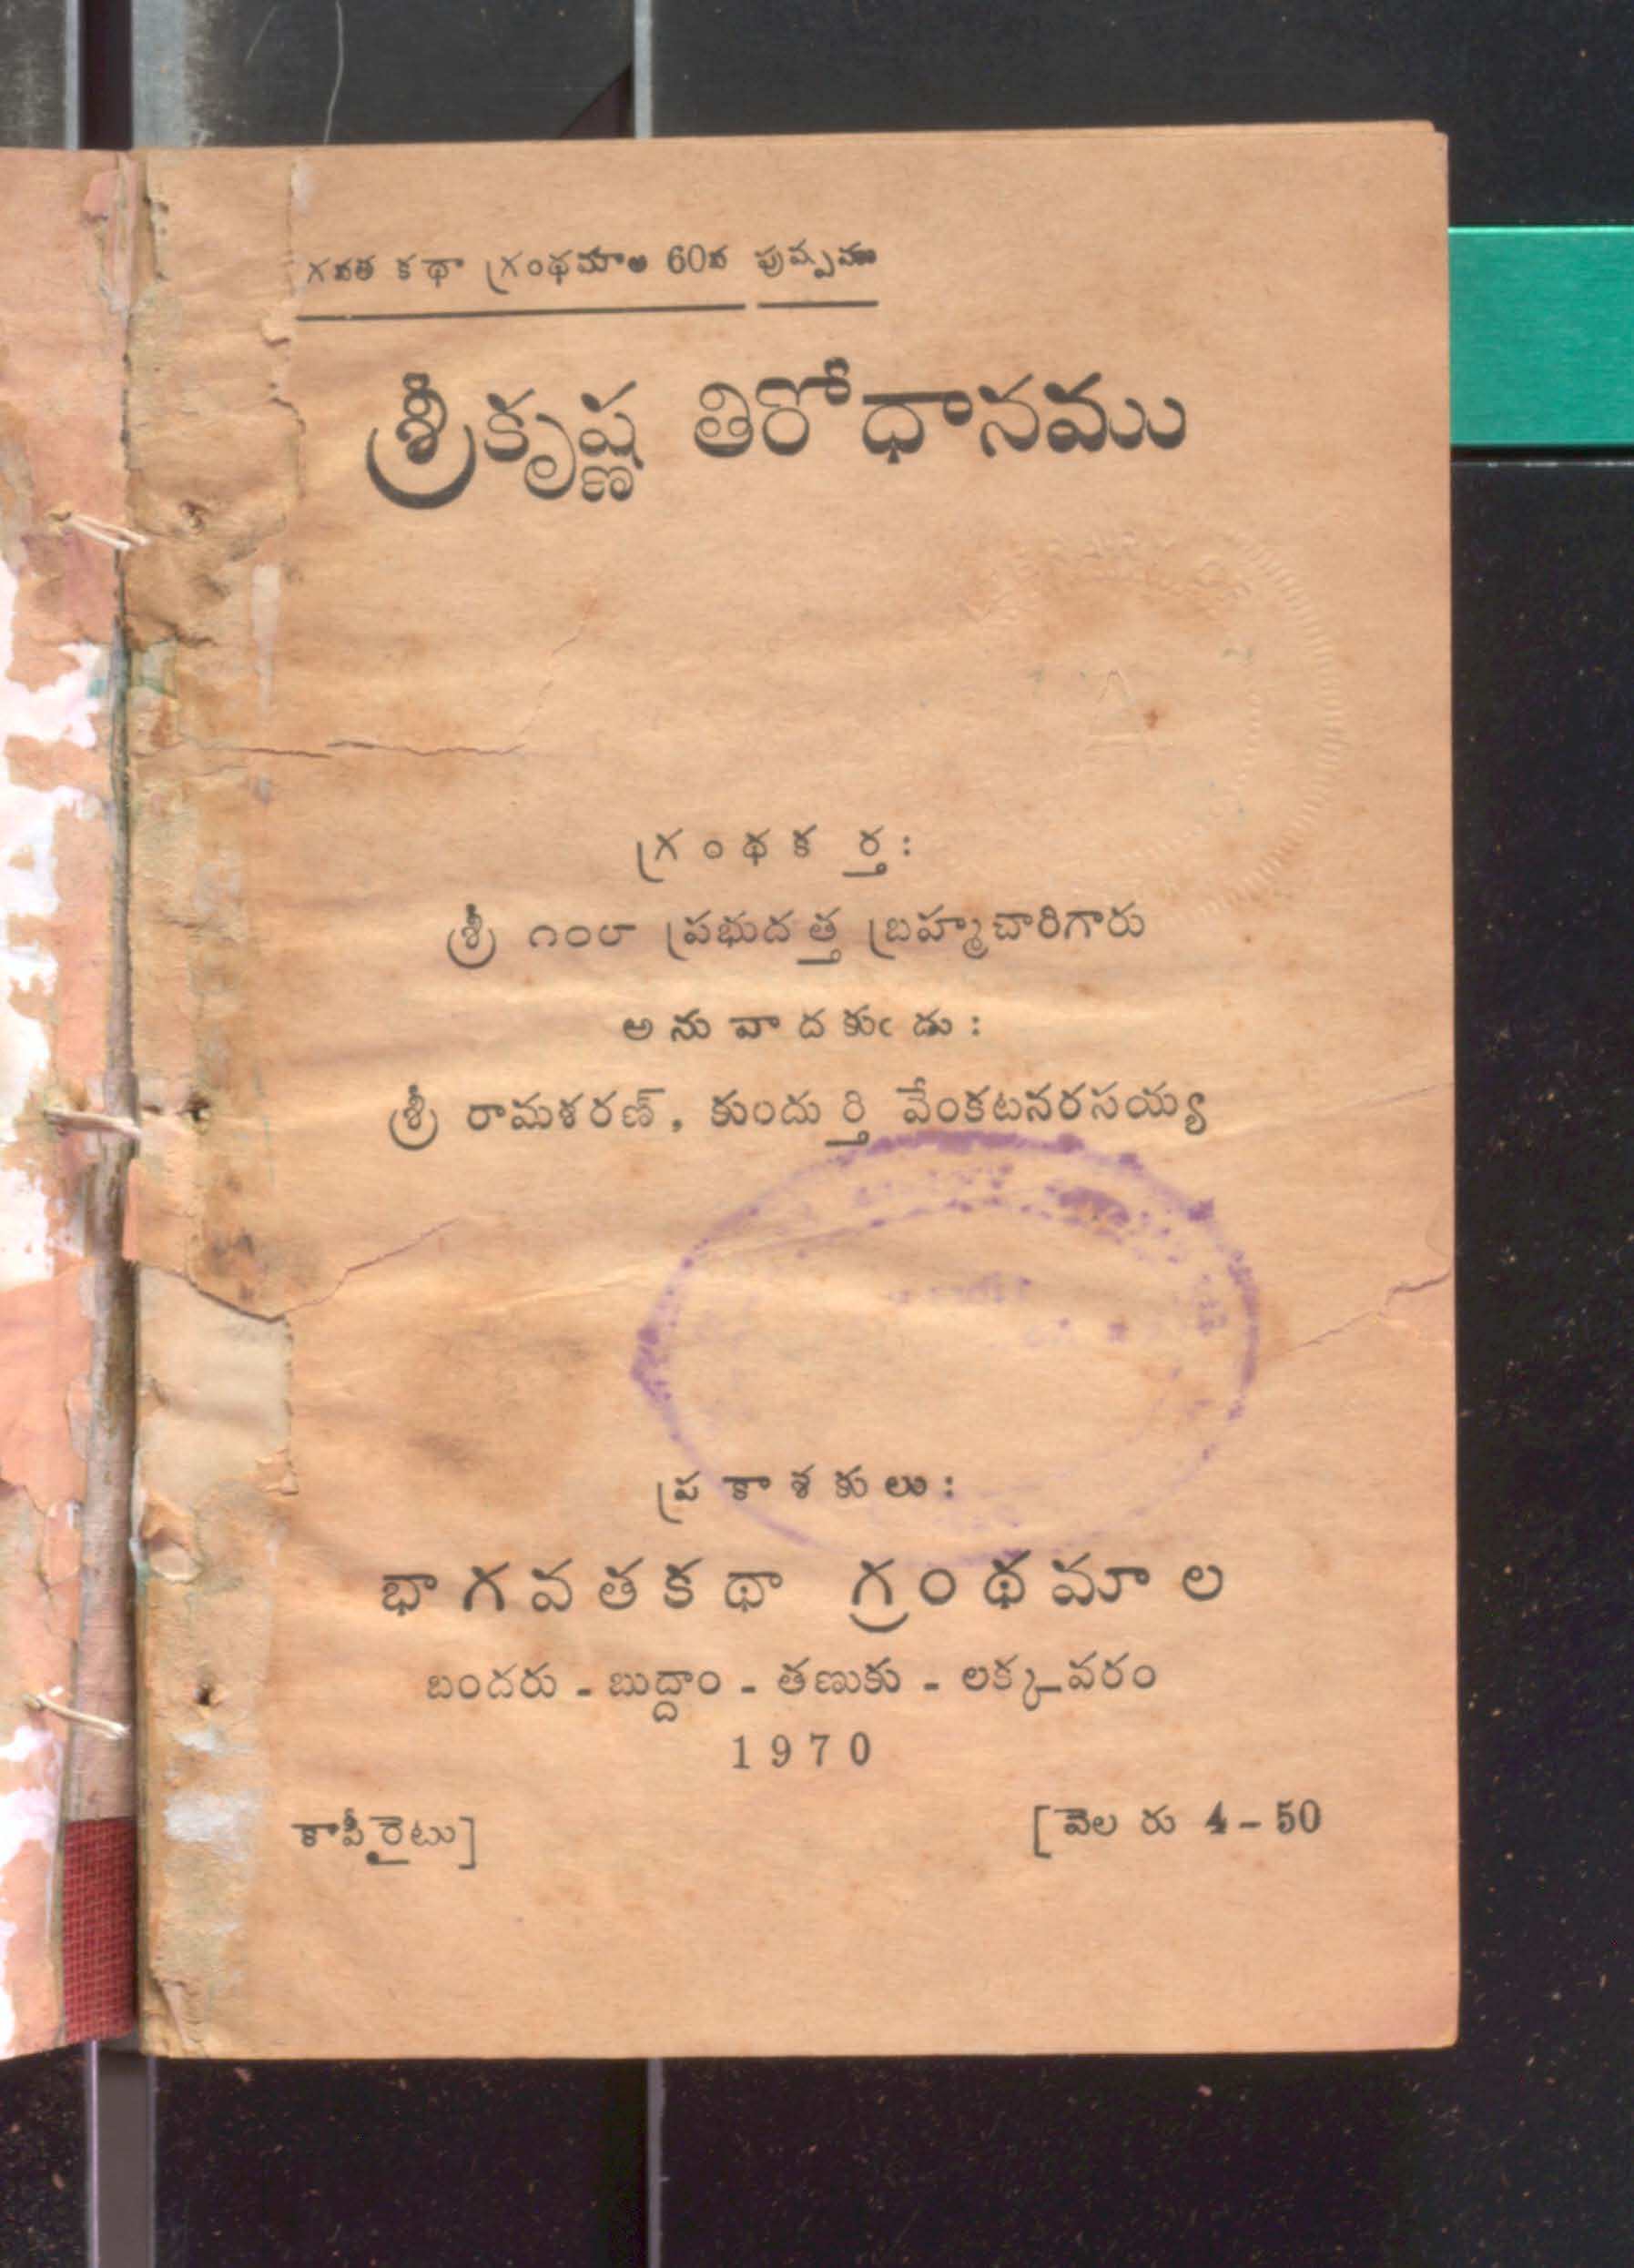 గవత కథా గ్రంథమాల 60వ పుష్పము
శ్రీకృష్ణ తిరోధానము
గ్రంథకర్త:
శ్రీ ౧౦౮ ప్రభుదత్త బ్రహ్మచారిగారు
అనువాదకుఁడు:
శ్రీ రామశరణ్, కుందుర్తి వేంకటనరసయ్య
ప్రకాశకులు:
భాగవతకథా గ్రంథమాల
బందరు - బుద్దాం - తణుకు - లక్కవరం
1970
కాపీరైటు]
[వెల రు 4-50